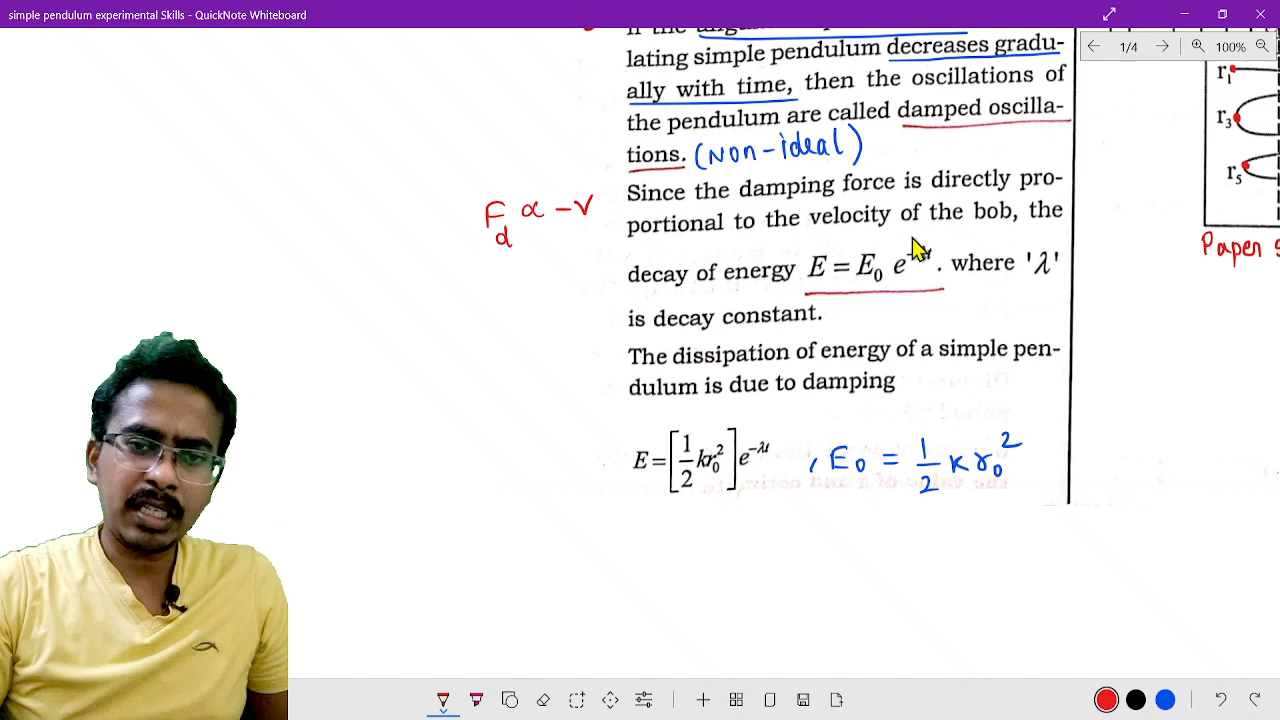 simple pendulum experimental Skills - QuickNote Whiteboard
1/4
100%
lating simple pendulum decreases gradu-
ally with time, then the oscillations of
the pendulum are called damped oscilla-
tions. (Non-ideal)
Since the damping force is directly pro-
F_d ∝ -v
portional to the velocity of the bob, the
decay of energy E = E₀ e . where 'λ'
is decay constant.
The dissipation of energy of a simple pen-
dulum is due to damping
E = [1/2 kr₀²] e^-λt , E₀ = 1/2 K r₀²
r₁
r₃
r₅
Paper